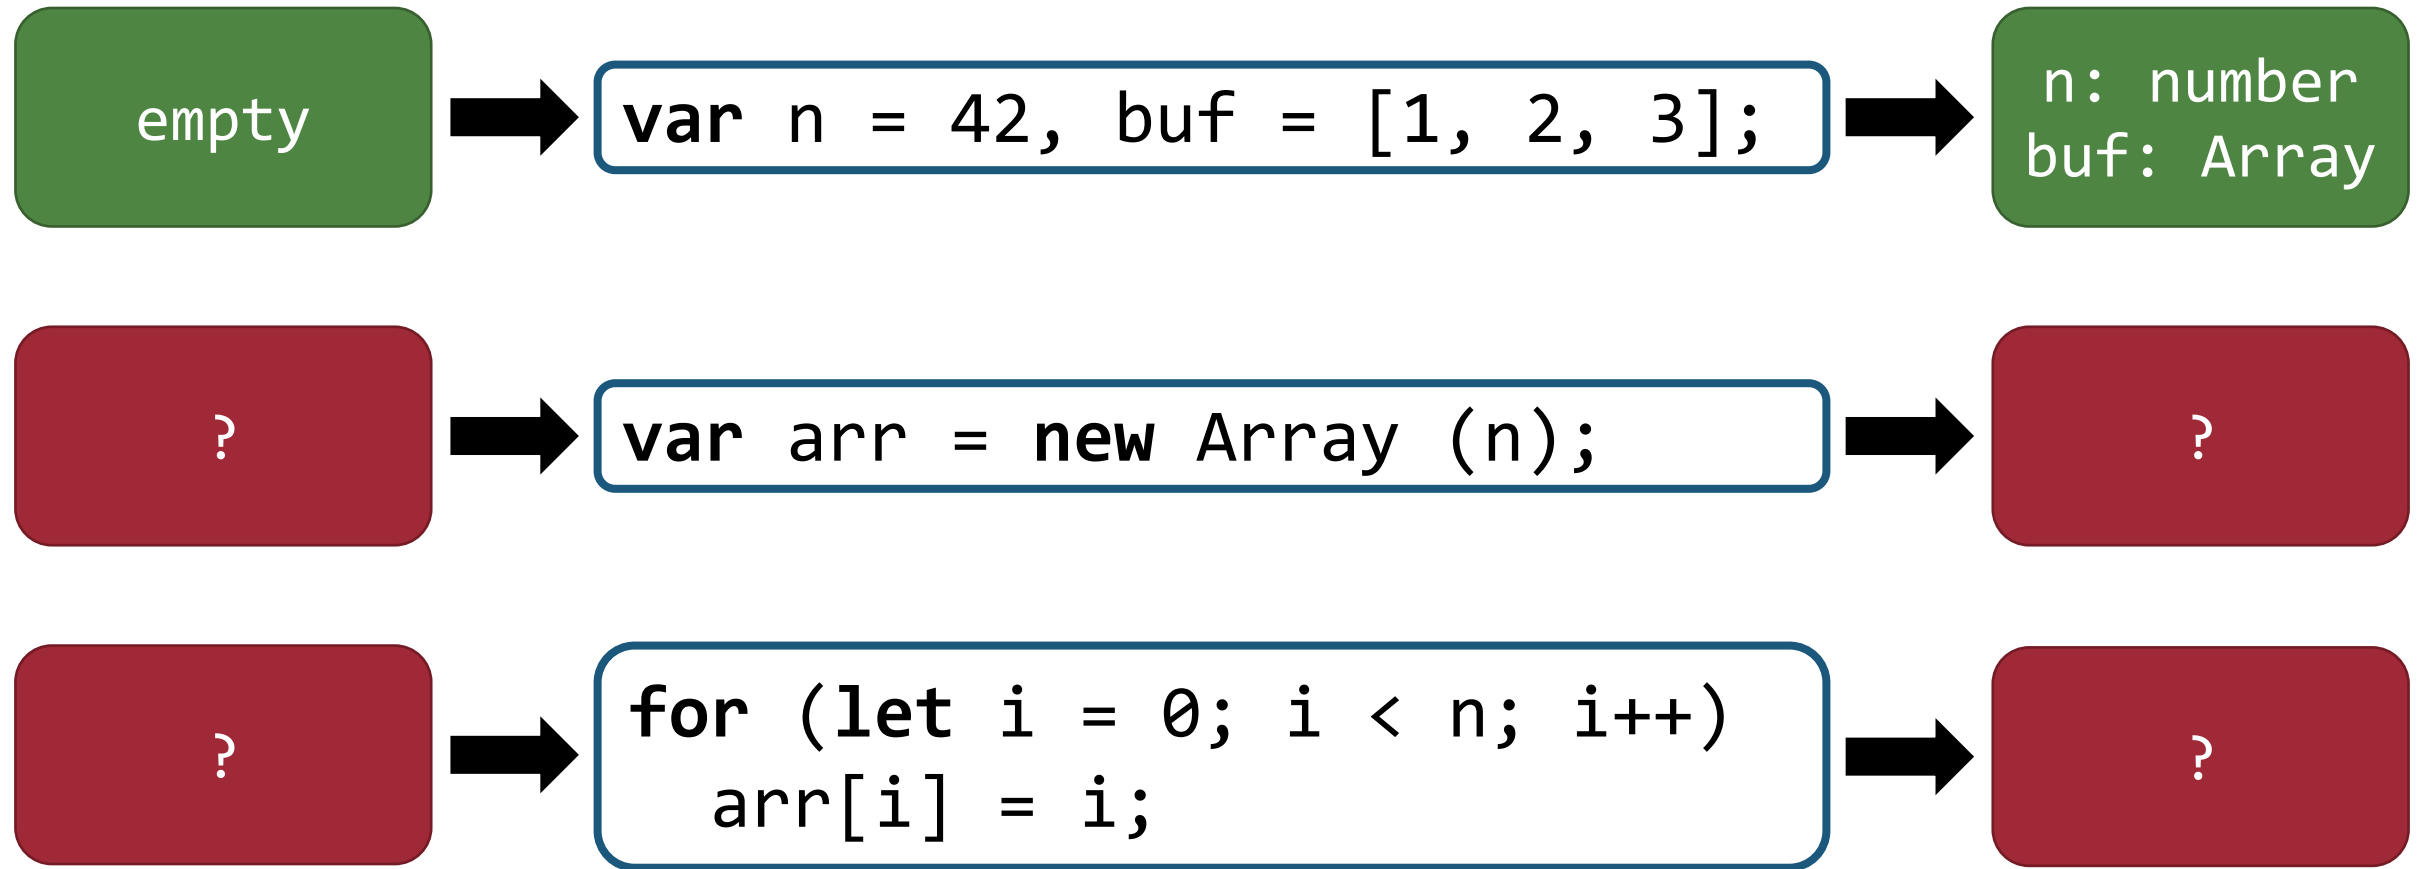 empty
var n = 42, buf = [1, 2, 3];
n: number
buf: Array
?
var arr = new Array (n);
?
?
for (let i = 0; i < n; i++)
arr[i] = i;
?